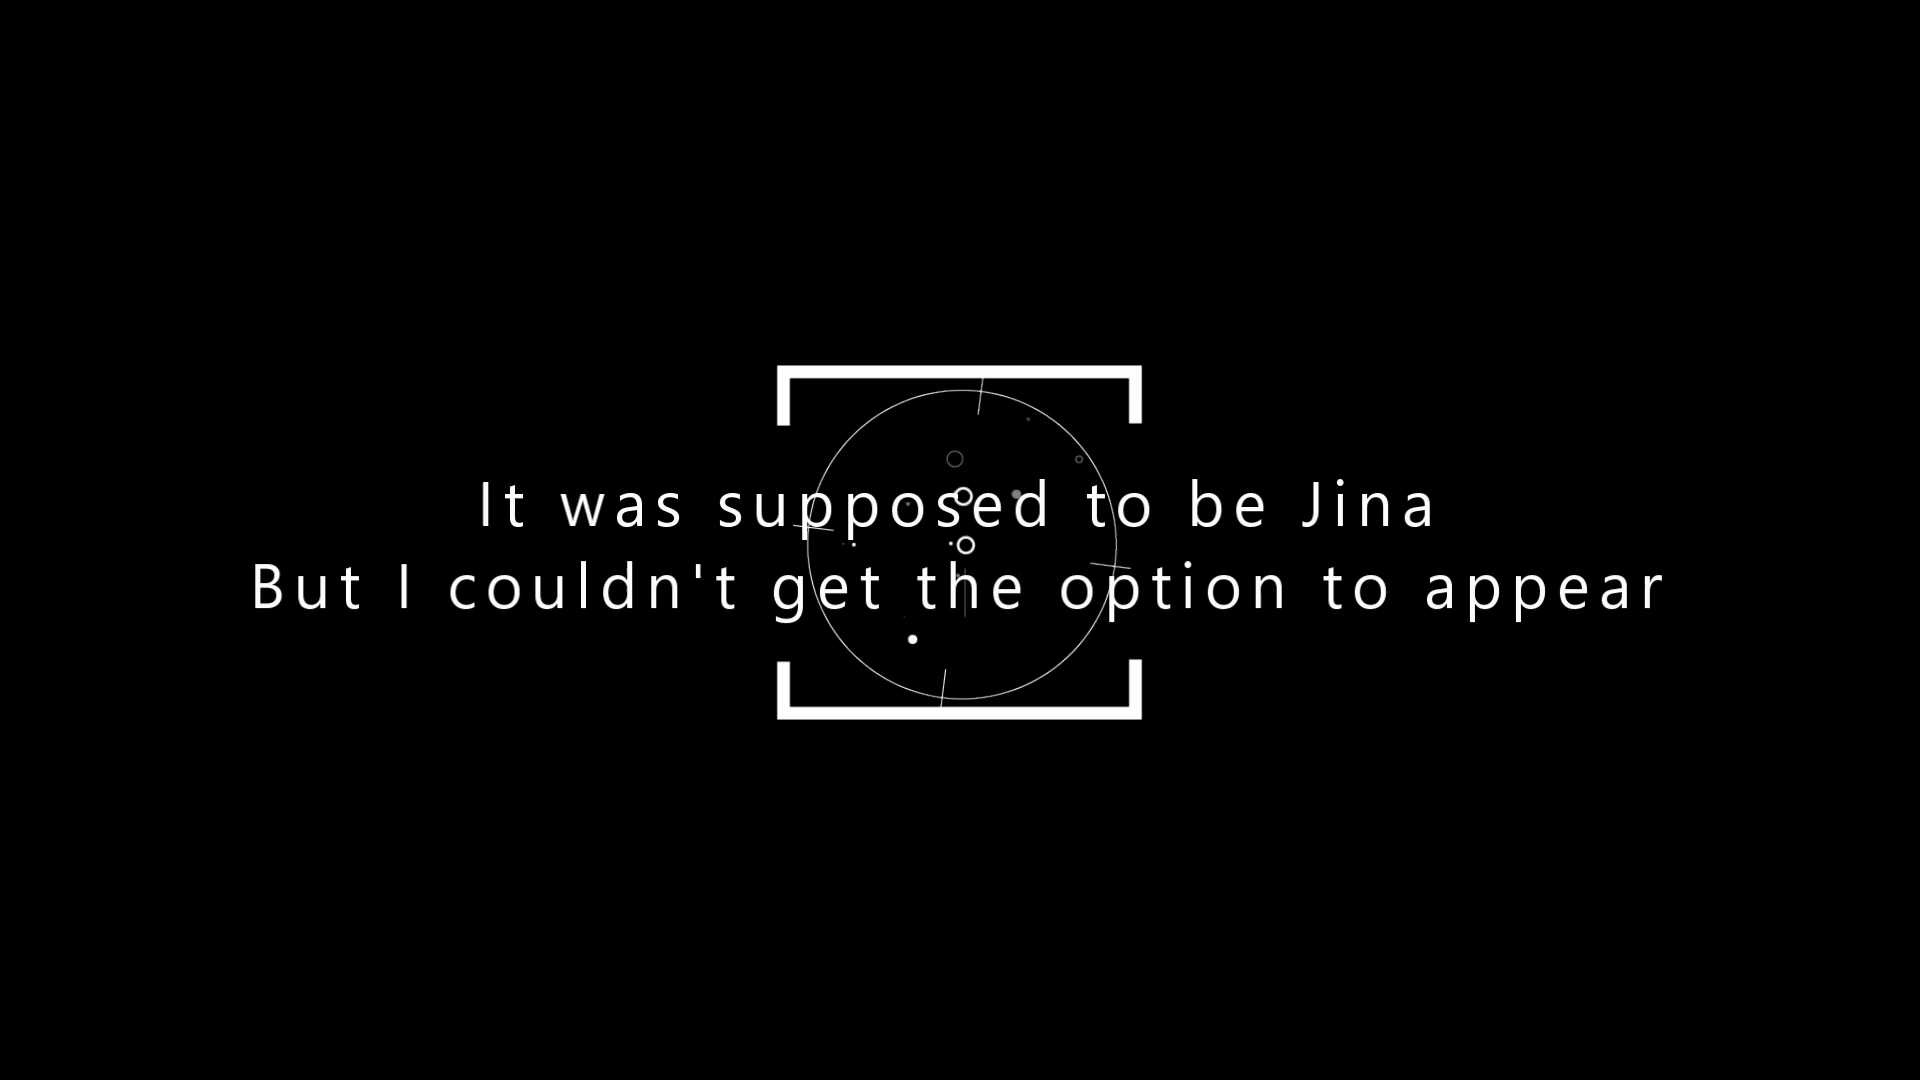 It was supposed to be Jina
But I couldn't get the option to appear